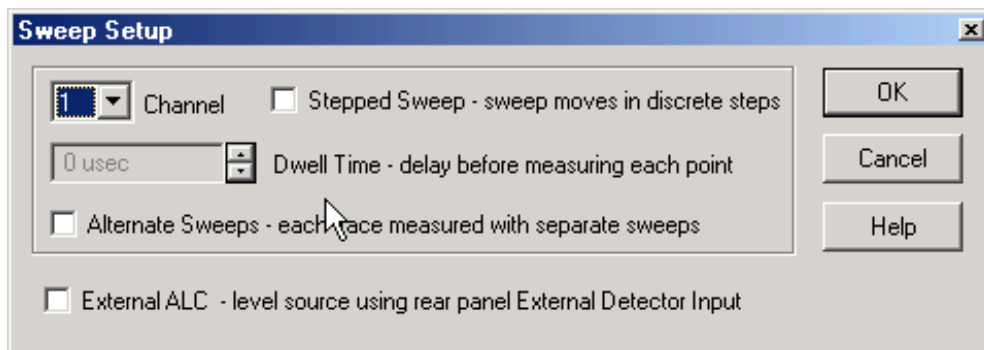 Sweep Setup
1 Channel Stepped Sweep - sweep moves in discrete steps
OK
0 usec Dwell Time - delay before measuring each point
Cancel
Alternate Sweeps - each race measured with separate sweeps
Help
External ALC - level source using rear panel External Detector Input